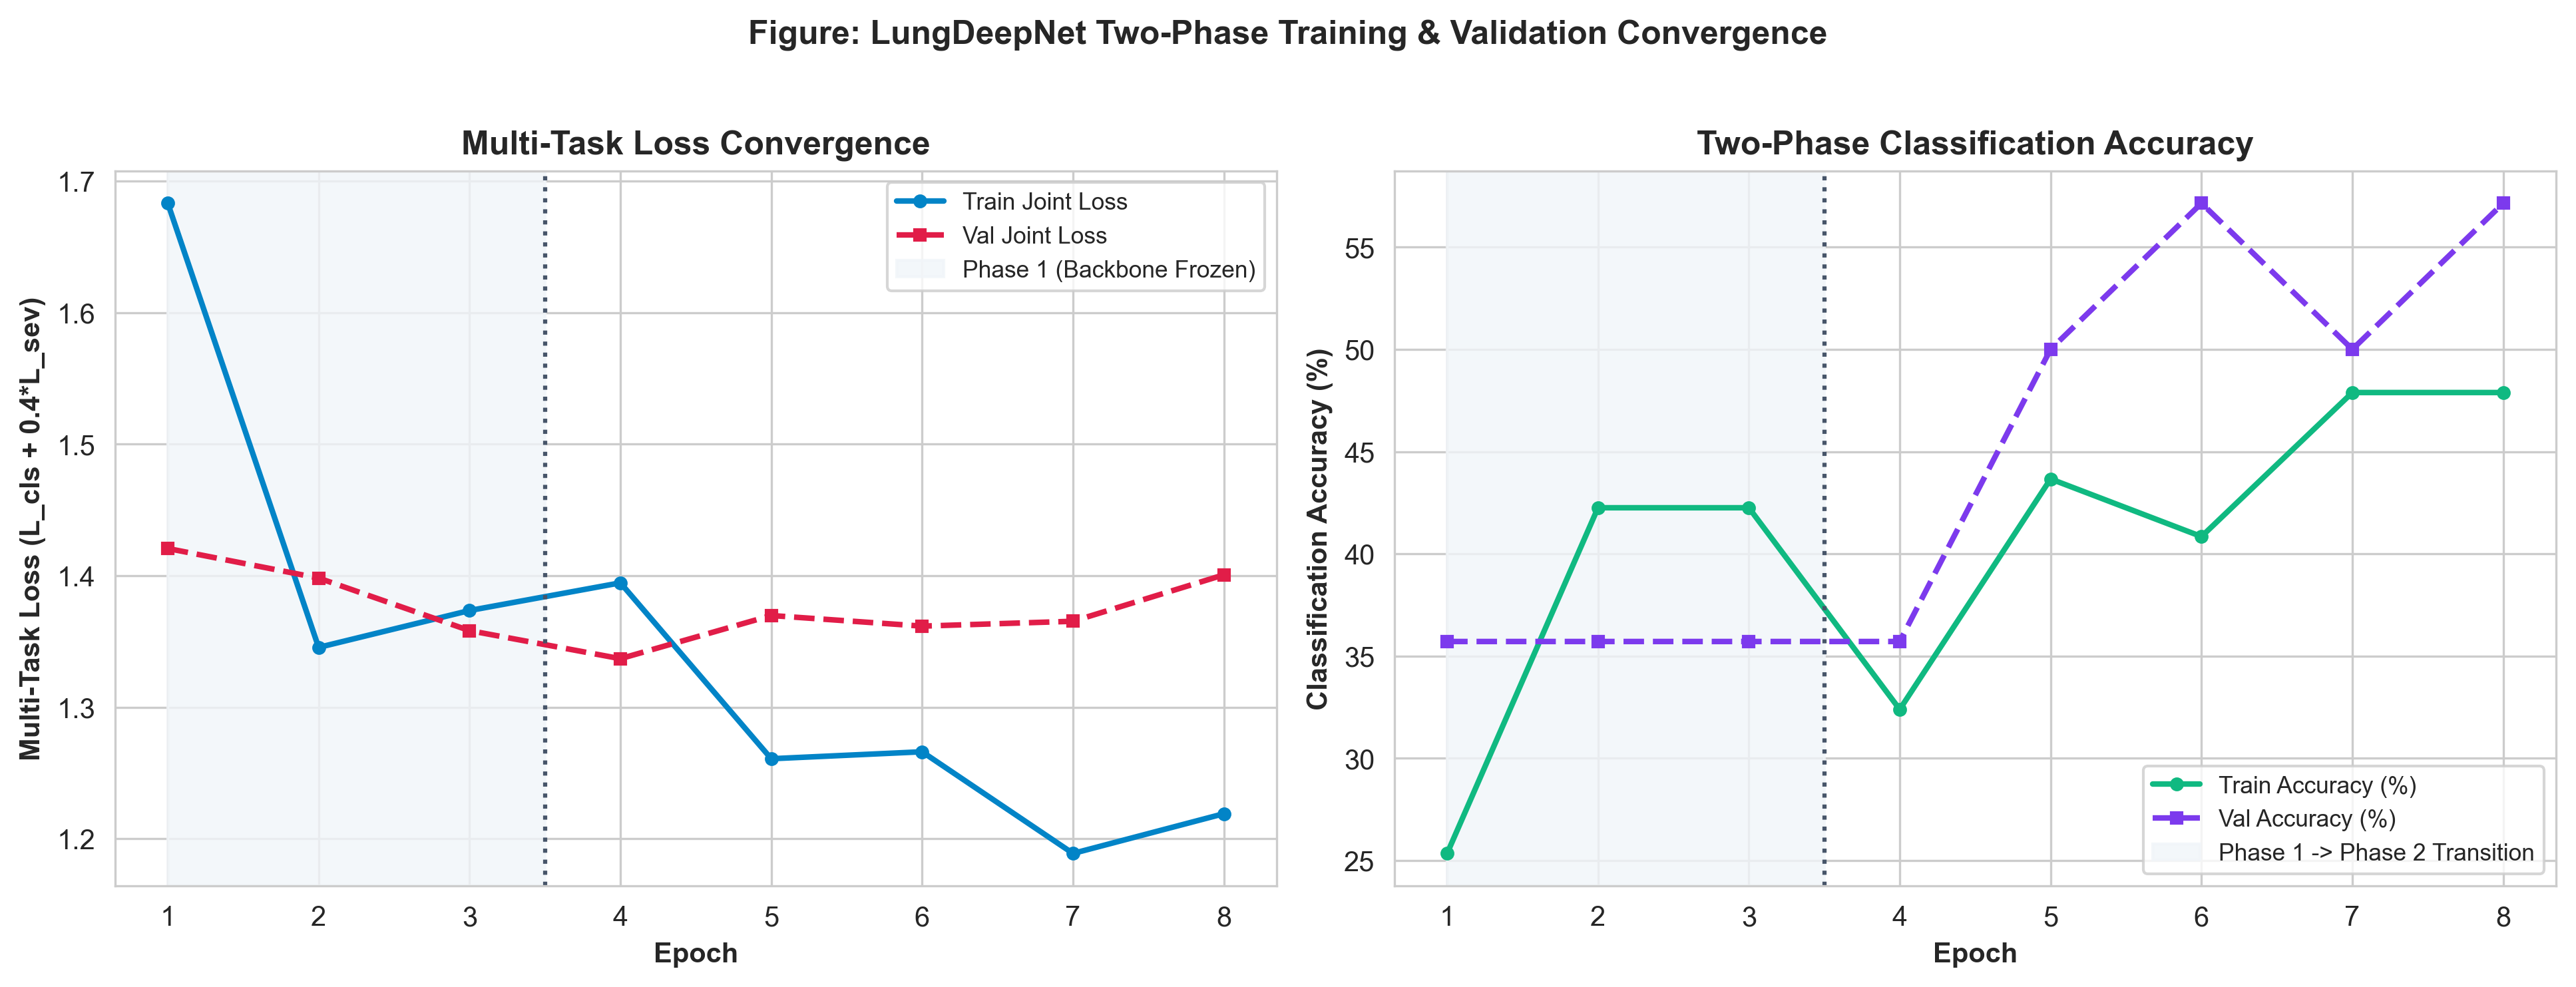 Figure: LungDeepNet Two-Phase Training & Validation Convergence
Multi-Task Loss Convergence
Multi-Task Loss (L_cls + 0.4*L_sev)
1.7
1.6
1.5
1.4
1.3
1.2
Train Joint Loss
Val Joint Loss
Phase 1 (Backbone Frozen)
1 2 3 4 5 6 7 8
Epoch
Two-Phase Classification Accuracy
Classification Accuracy (%)
55
50
45
40
35
30
25
Train Accuracy (%)
Val Accuracy (%)
Phase 1 -> Phase 2 Transition
1 2 3 4 5 6 7 8
Epoch